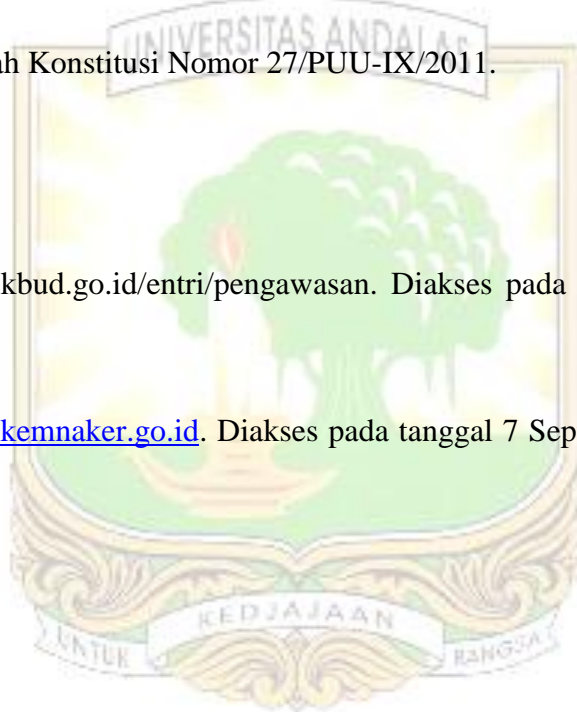 UNIVERSITAS ANDALAS
ah Konstitusi Nomor 27/PUU-IX/2011.
kbud.go.id/entri/pengawasan. Diakses pada
kemnaker.go.id. Diakses pada tanggal 7 Sep
UNTUK KEDJAJAAN BANGSA